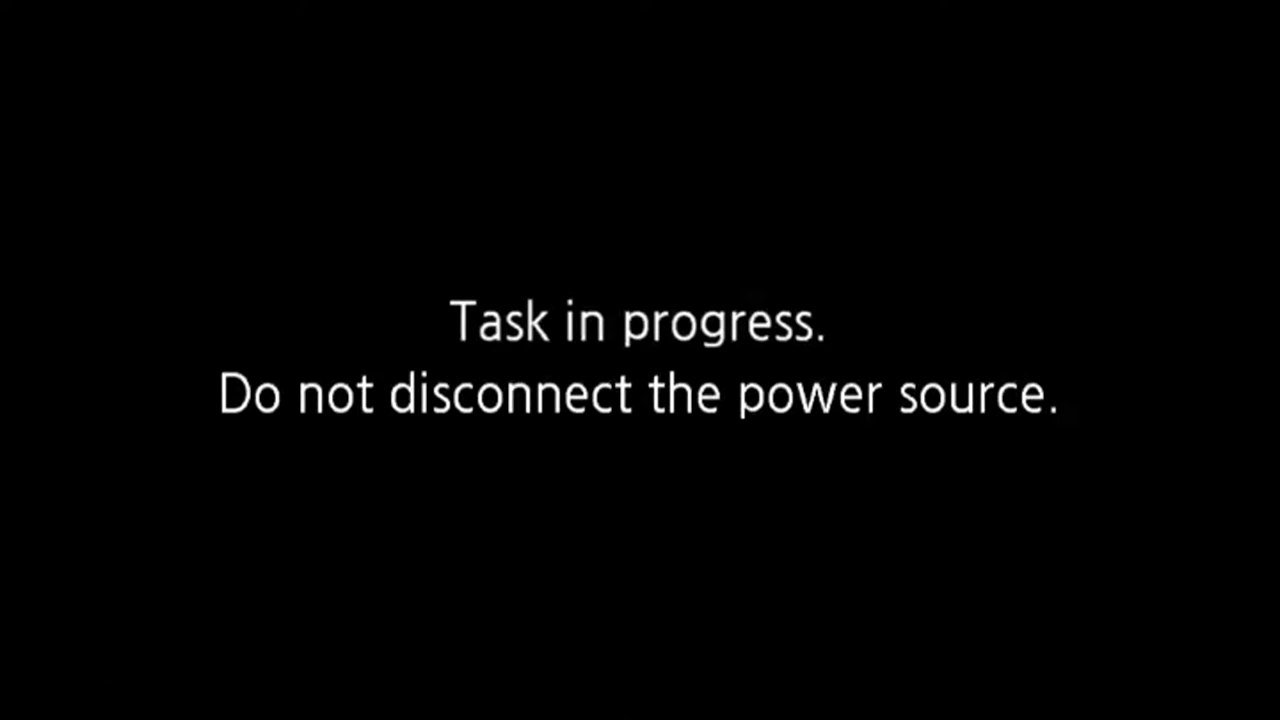 Task in progress.
Do not disconnect the power source.